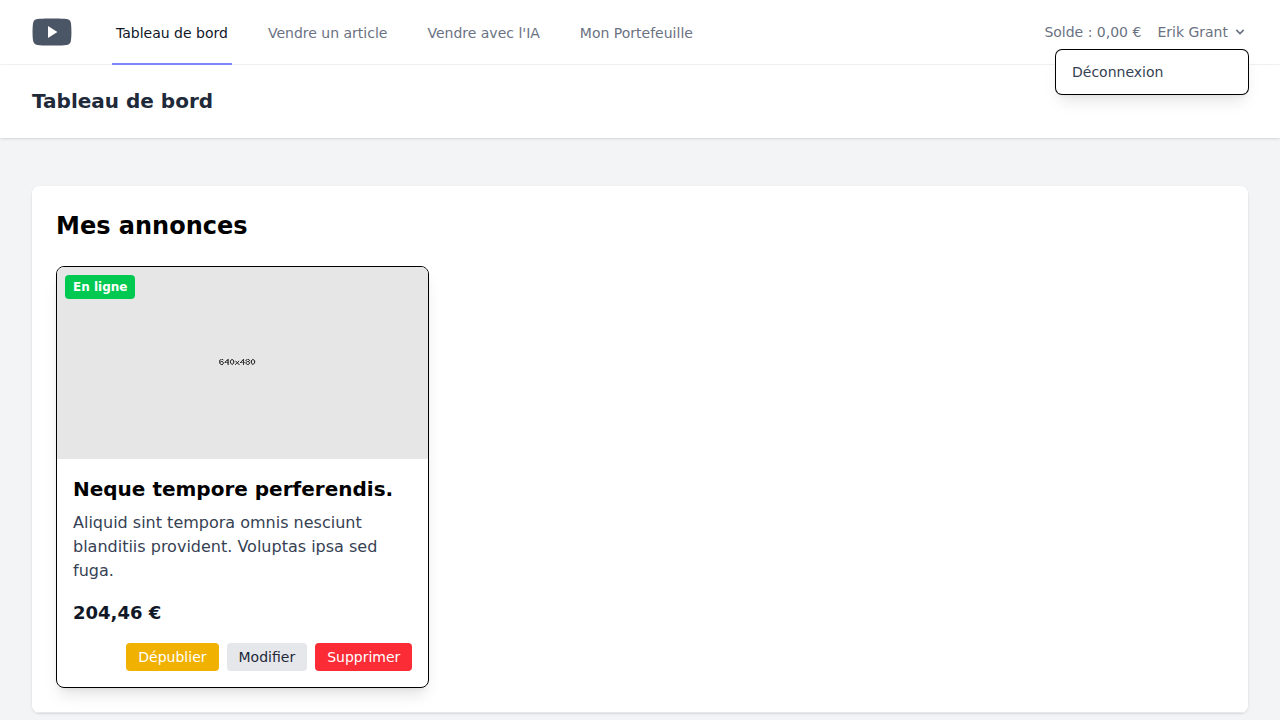 Tableau de bord
Vendre un article
Vendre avec l'IA
Mon Portefeuille
Solde : 0,00 €
Erik Grant
Déconnexion
Tableau de bord
Mes annonces
En ligne
640x480
Neque tempore perferendis.
Aliquid sint tempora omnis nesciunt
blanditiis provident. Voluptas ipsa sed
fuga.
204,46 €
Dépublier
Modifier
Supprimer